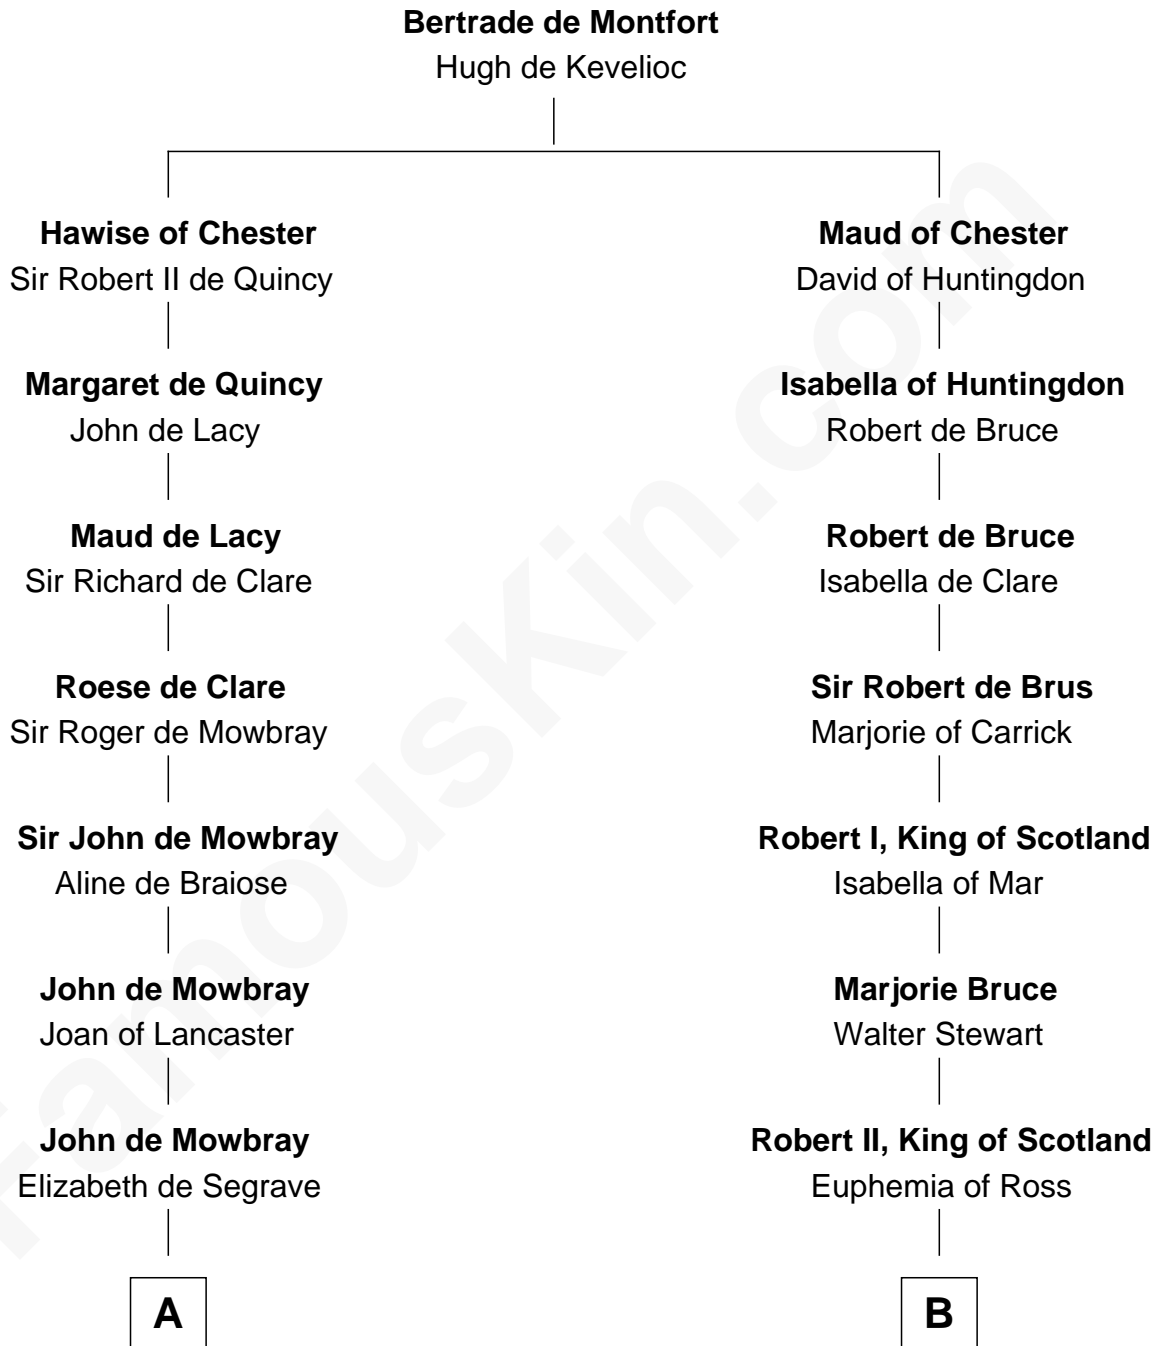 Bertrade de Montfort
Hugh de Kevelioc
Hawise of Chester
Sir Robert II de Quincy
Maud of Chester
David of Huntingdon
Margaret de Quincy
John de Lacy
Isabella of Huntingdon
Robert de Bruce
Maud de Lacy
Sir Richard de Clare
Robert de Bruce
Isabella de Clare
Roese de Clare
Sir Roger de Mowbray
Sir Robert de Brus
Marjorie of Carrick
Sir John de Mowbray
Aline de Braiose
Robert I, King of Scotland
Isabella of Mar
John de Mowbray
Joan of Lancaster
Marjorie Bruce
Walter Stewart
John de Mowbray
Elizabeth de Segrave
Robert II, King of Scotland
Euphemia of Ross
A
B
FamousKin.com